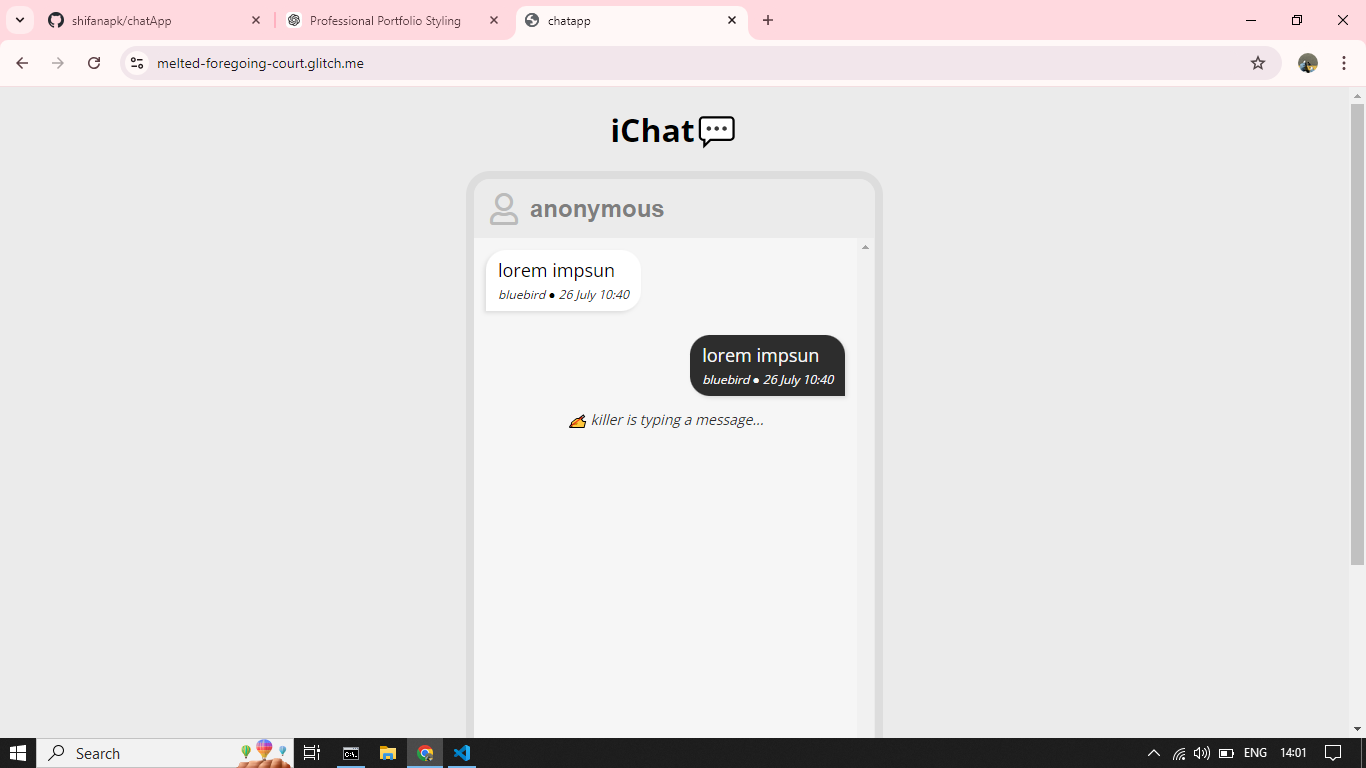 shifanapk/chatApp
Professional Portfolio Styling
chatapp
melted-foregoing-court.glitch.me
iChat
anonymous
lorem impsun
bluebird ● 26 July 10:40
lorem impsun
bluebird ● 26 July 10:40
✍ killer is typing a message...
Search
ENG
14:01